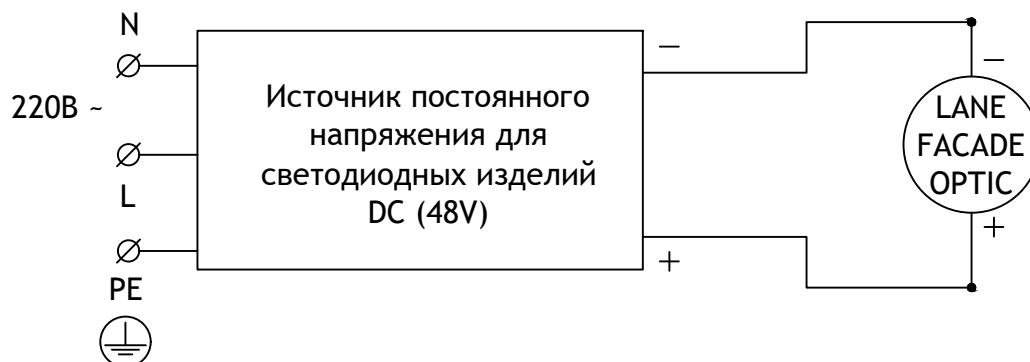 N
220В ~
L
PE
Источник постоянного
напряжения для
светодиодных изделий
DC (48V)
−
+
−
LANE
FACADE
OPTIC
+